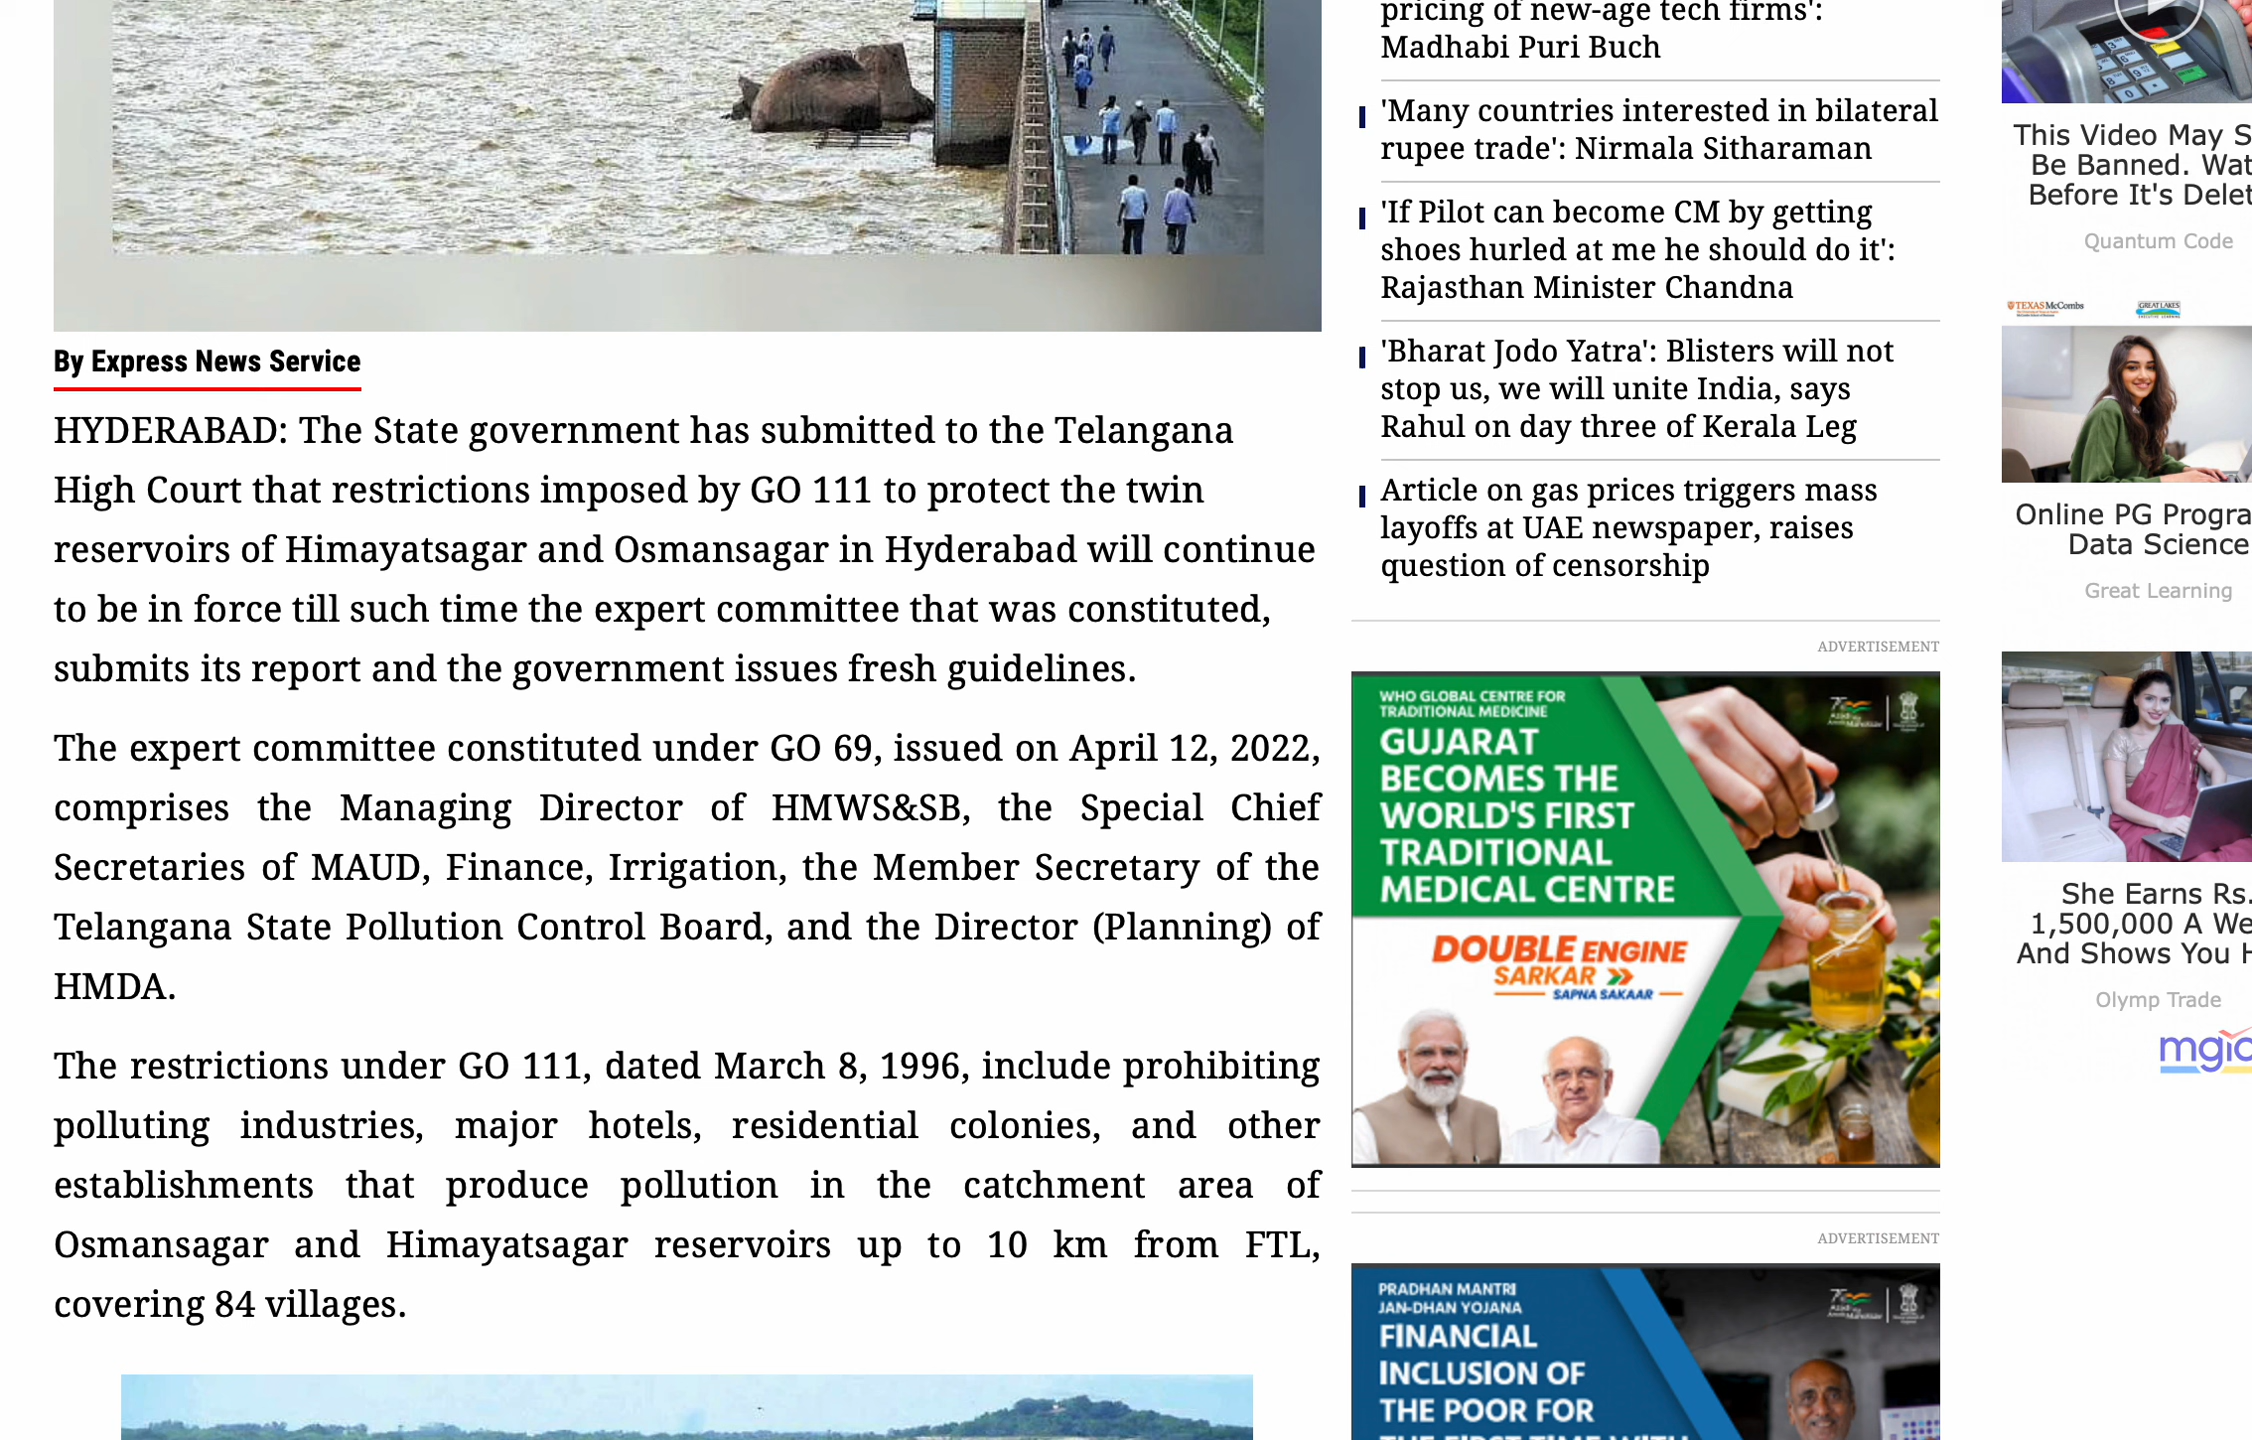 By Express News Service
HYDERABAD: The State government has submitted to the Telangana
High Court that restrictions imposed by GO 111 to protect the twin
reservoirs of Himayatsagar and Osmansagar in Hyderabad will continue
to be in force till such time the expert committee that was constituted,
submits its report and the government issues fresh guidelines.
The expert committee constituted under GO 69, issued on April 12, 2022,
comprises the Managing Director of HMWS&SB, the Special Chief
Secretaries of MAUD, Finance, Irrigation, the Member Secretary of the
Telangana State Pollution Control Board, and the Director (Planning) of
HMDA.
The restrictions under GO 111, dated March 8, 1996, include prohibiting
polluting industries, major hotels, residential colonies, and other
establishments that produce pollution in the catchment area of
Osmansagar and Himayatsagar reservoirs up to 10 km from FTL,
covering 84 villages.
pricing of new-age tech firms':
Madhabi Puri Buch
'Many countries interested in bilateral
rupee trade': Nirmala Sitharaman
'If Pilot can become CM by getting
shoes hurled at me he should do it':
Rajasthan Minister Chandna
'Bharat Jodo Yatra': Blisters will not
stop us, we will unite India, says
Rahul on day three of Kerala Leg
Article on gas prices triggers mass
layoffs at UAE newspaper, raises
question of censorship
ADVERTISEMENT
WHO GLOBAL CENTRE FOR
TRADITIONAL MEDICINE
GUJARAT
BECOMES THE
WORLD'S FIRST
TRADITIONAL
MEDICAL CENTRE
DOUBLE ENGINE
SARKAR
SAPNA SAKAAR
ADVERTISEMENT
PRADHAN MANTRI
JAN-DHAN YOJANA
FINANCIAL
INCLUSION OF
THE POOR FOR
THE FIRST TIME WITH
This Video May S
Be Banned. Wat
Before It's Delet
Quantum Code
TEXAS McCombs
GREAT LAKES
Online PG Progra
Data Science
Great Learning
She Earns Rs.
1,500,000 A We
And Shows You H
Olymp Trade
mgid